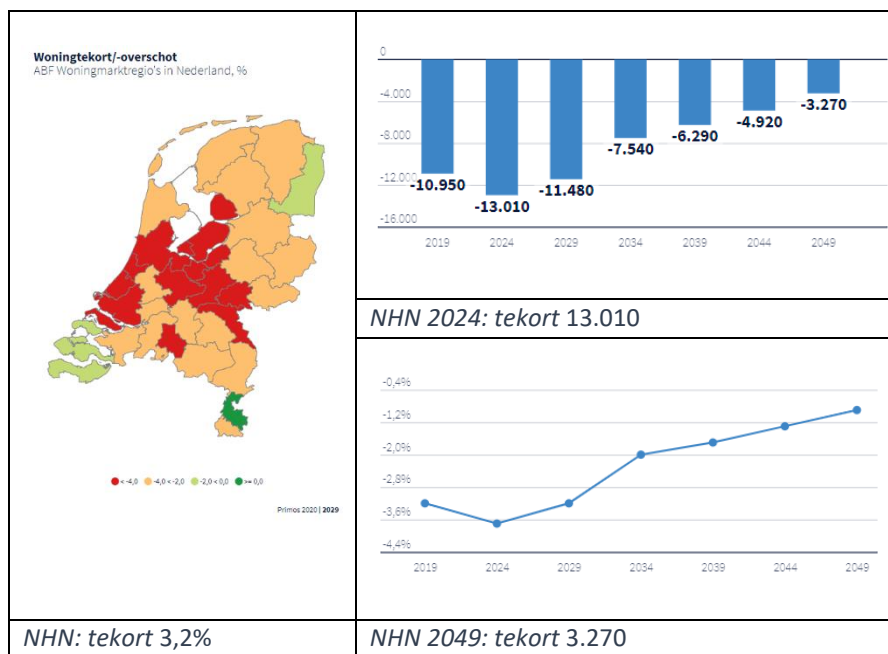 Woningtekort/-overschot
ABF Woningmarktregio's in Nederland, %
< -4,0 -4,0 < -2,0 -2,0 < 0,0 >= 0,0
Primos 2020 | 2029
NHN: tekort 3,2%
0
-4.000
-8.000
-12.000
-16.000
-10.950
-13.010
-11.480
-7.540
-6.290
-4.920
-3.270
2019 2024 2029 2034 2039 2044 2049
NHN 2024: tekort 13.010
-0,4%
-1,2%
-2,0%
-2,8%
-3,6%
-4,4%
2019 2024 2029 2034 2039 2044 2049
NHN 2049: tekort 3.270